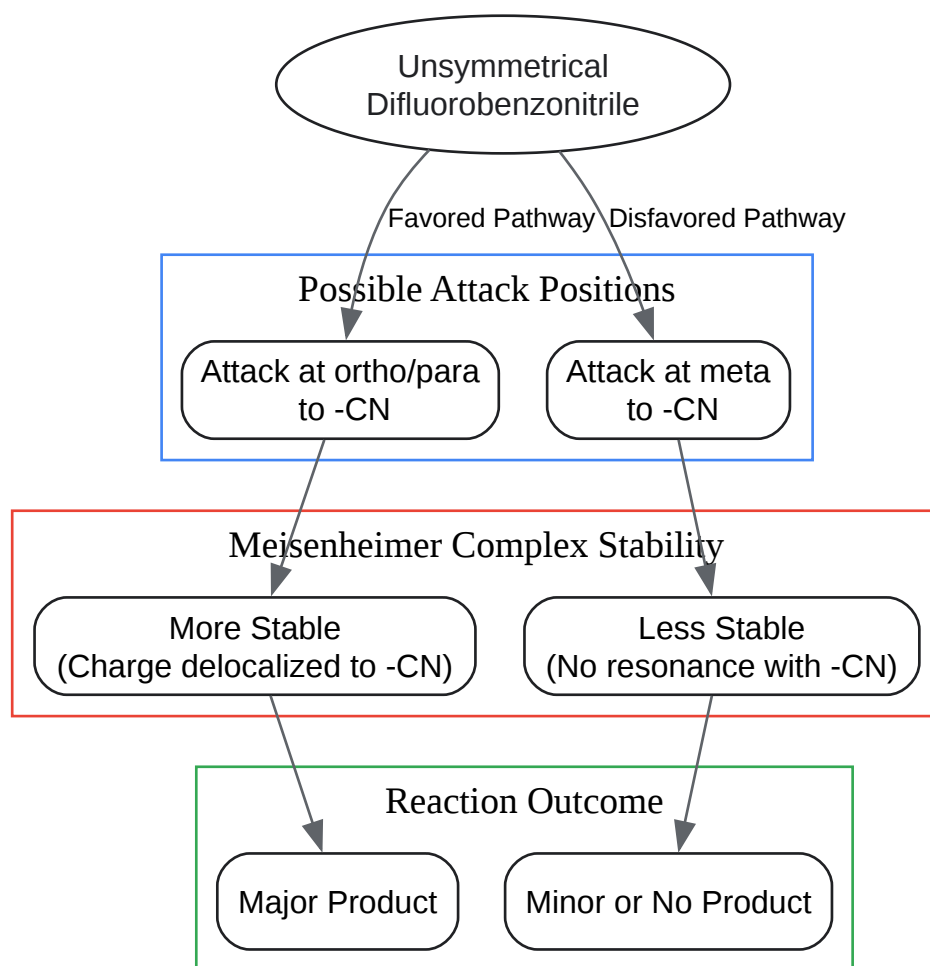 Unsymmetrical
Difluorobenzonitrile
Favored Pathway
Disfavored Pathway
Possible Attack Positions
Attack at ortho/para
to -CN
Attack at meta
to -CN
Meisenheimer Complex Stability
More Stable
(Charge delocalized to -CN)
Less Stable
(No resonance with -CN)
Reaction Outcome
Major Product
Minor or No Product